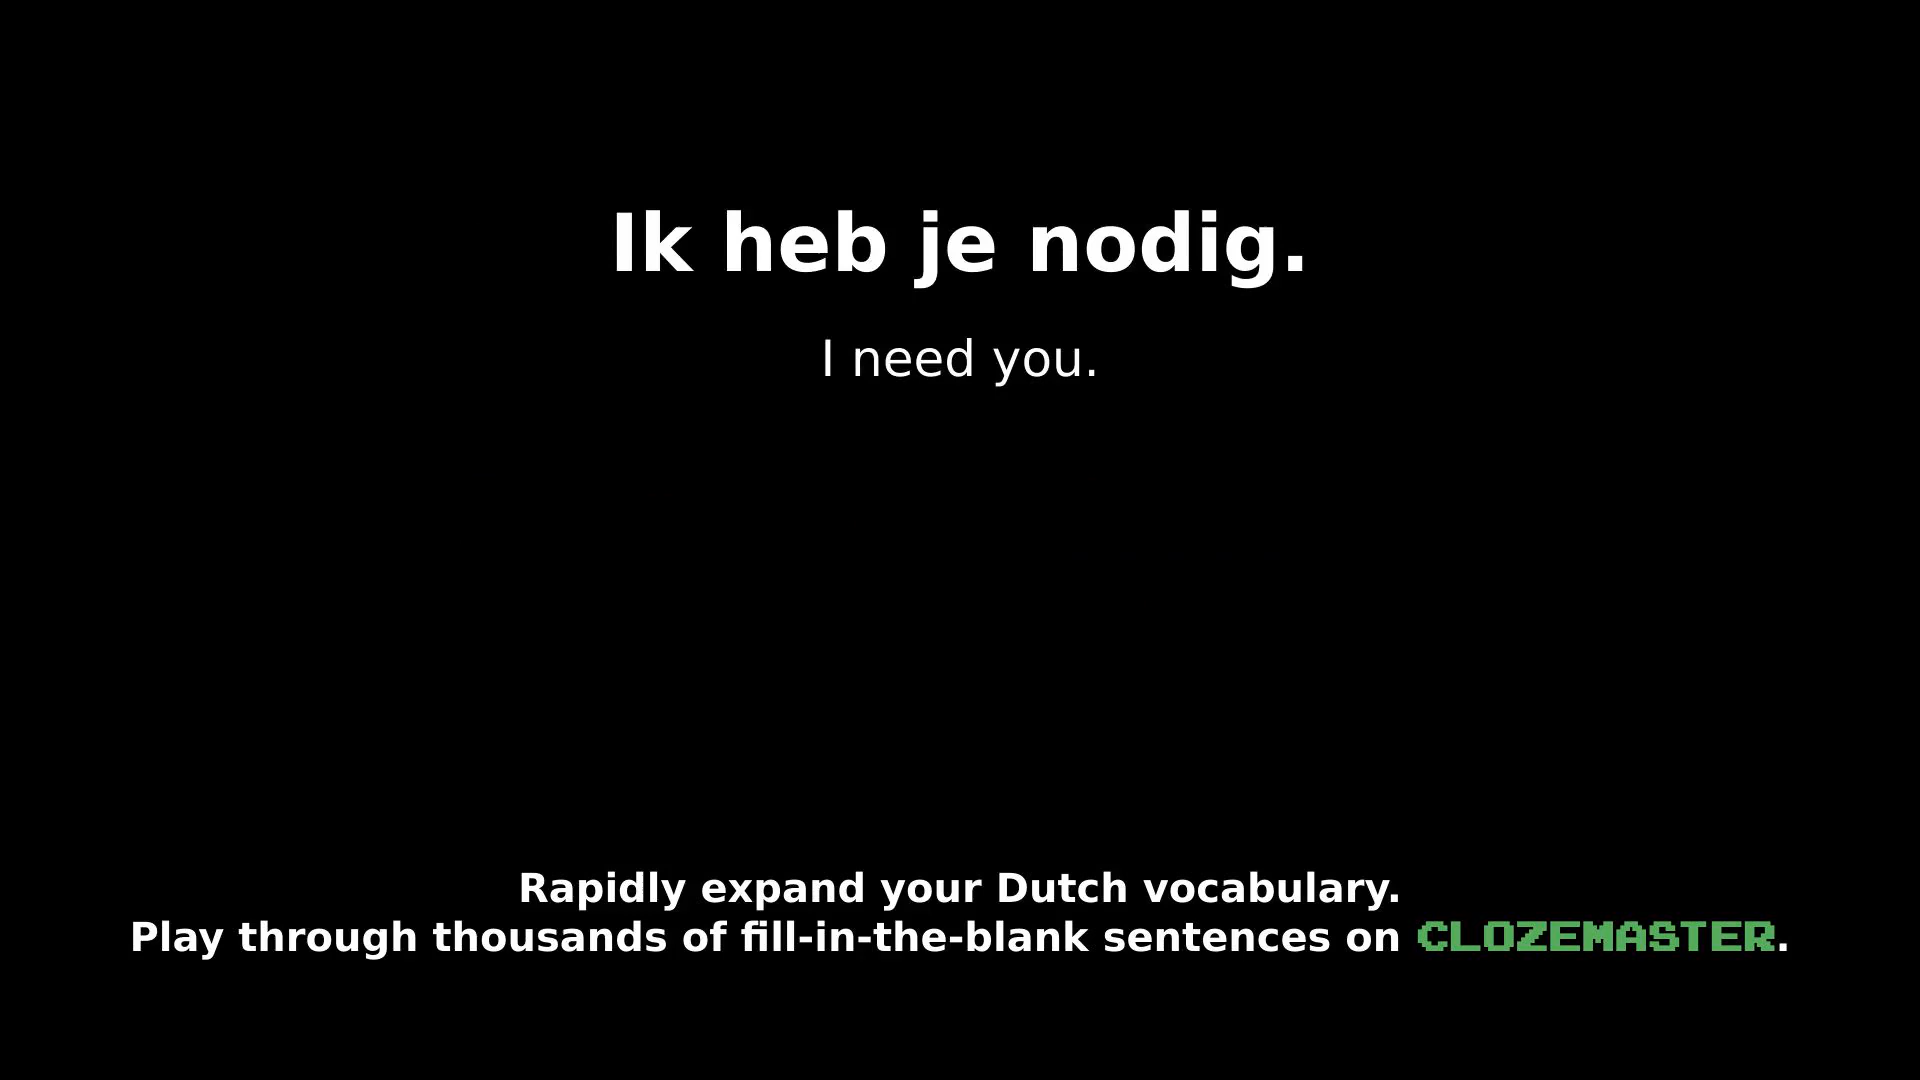 Ik heb je nodig.
I need you.
Rapidly expand your Dutch vocabulary.
Play through thousands of fill-in-the-blank sentences on CLOZEMASTER.